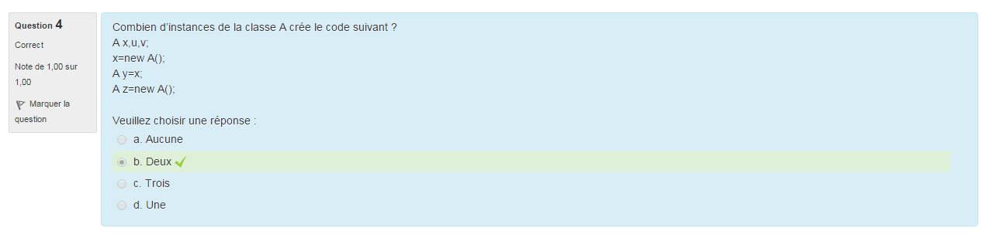 Question 4
Correct
Note de 1,00 sur
1,00
Marquer la
question
Combien d'instances de la classe A crée le code suivant ?
A x,u,v;
x=new A();
A y=x;
A z=new A();
Veuillez choisir une réponse :
a. Aucune
b. Deux
c. Trois
d. Une